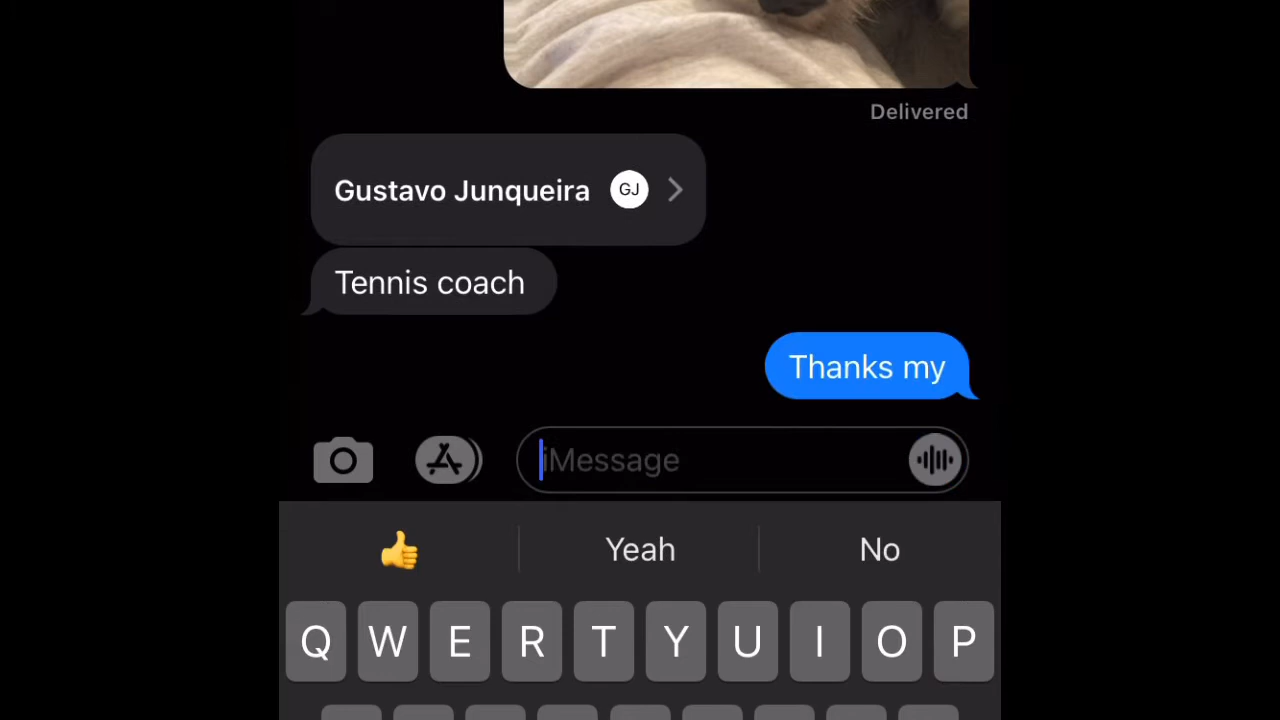 Delivered
Gustavo Junqueira GJ
Tennis coach
Thanks my
iMessage
👍 Yeah No
Q W E R T Y U I O P